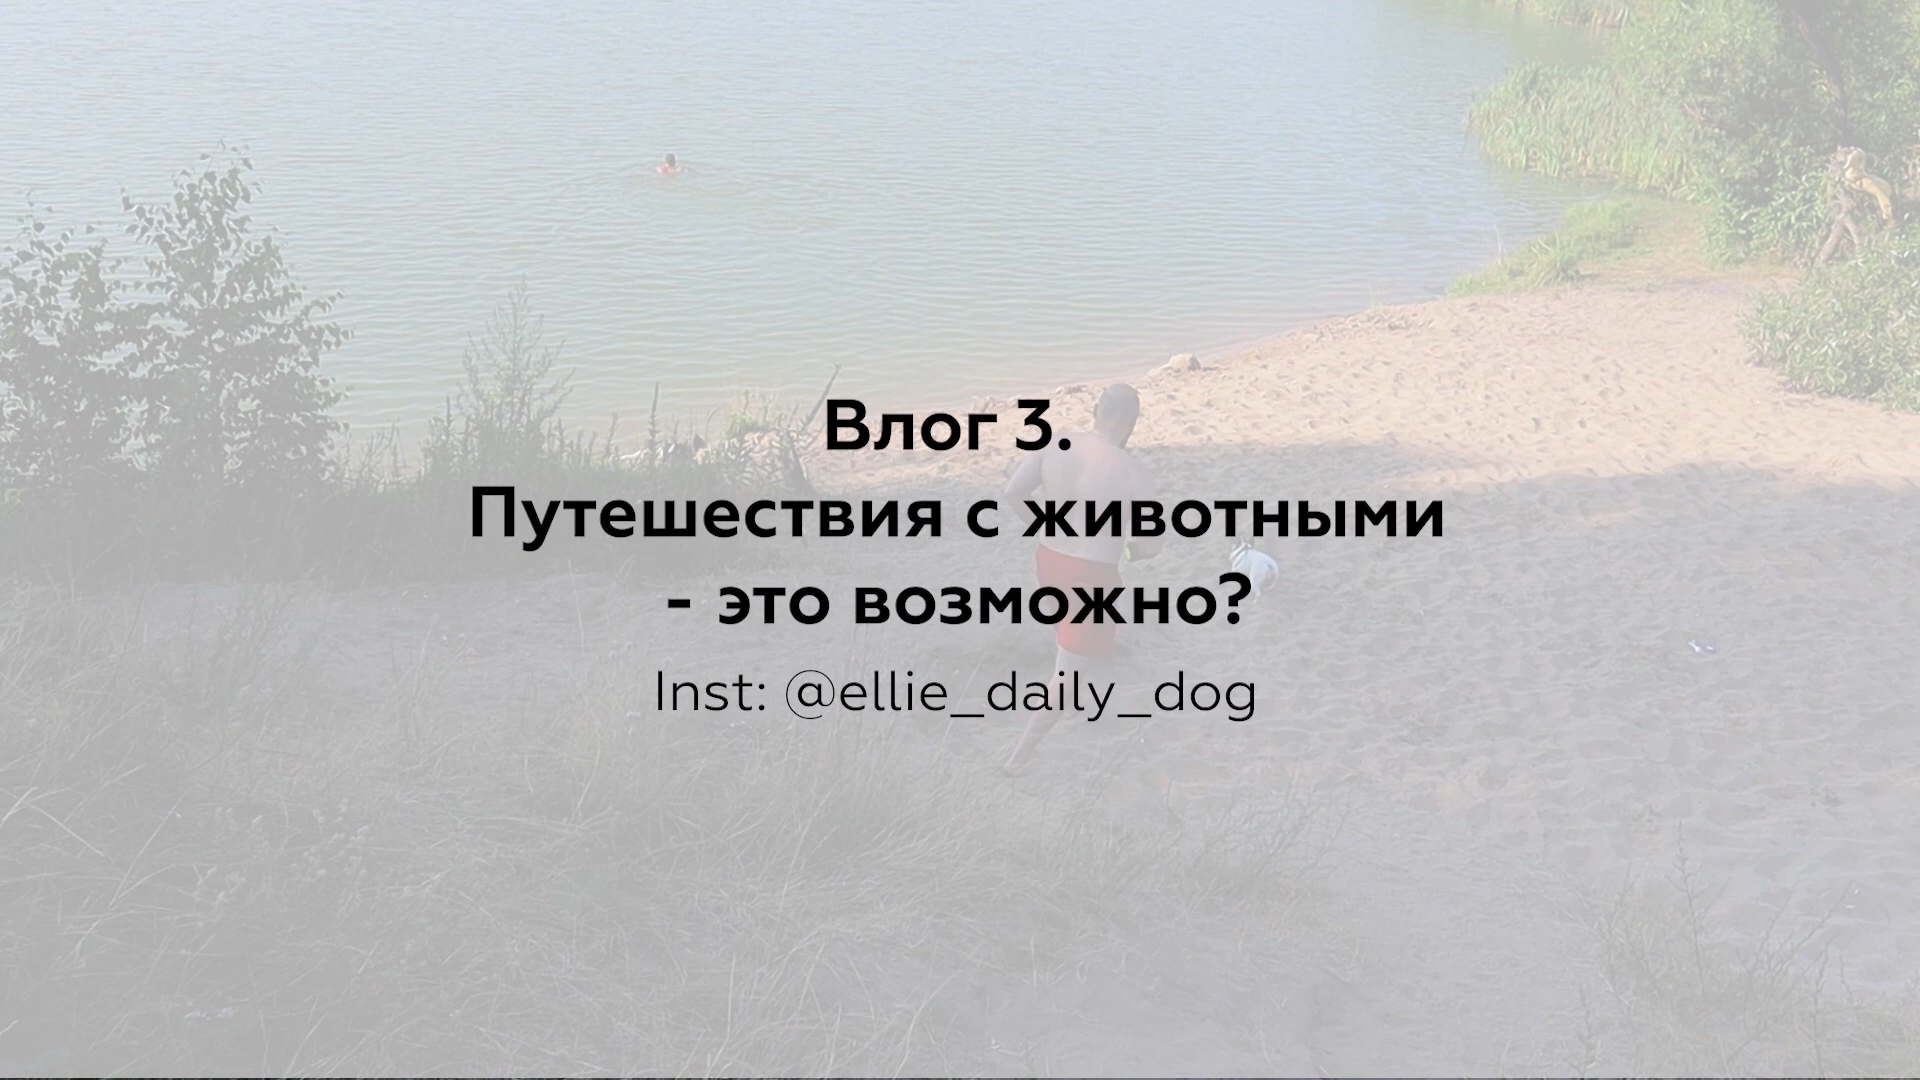 Влог 3.
Путешествия с животными
- это возможно?
Inst: @ellie_daily_dog